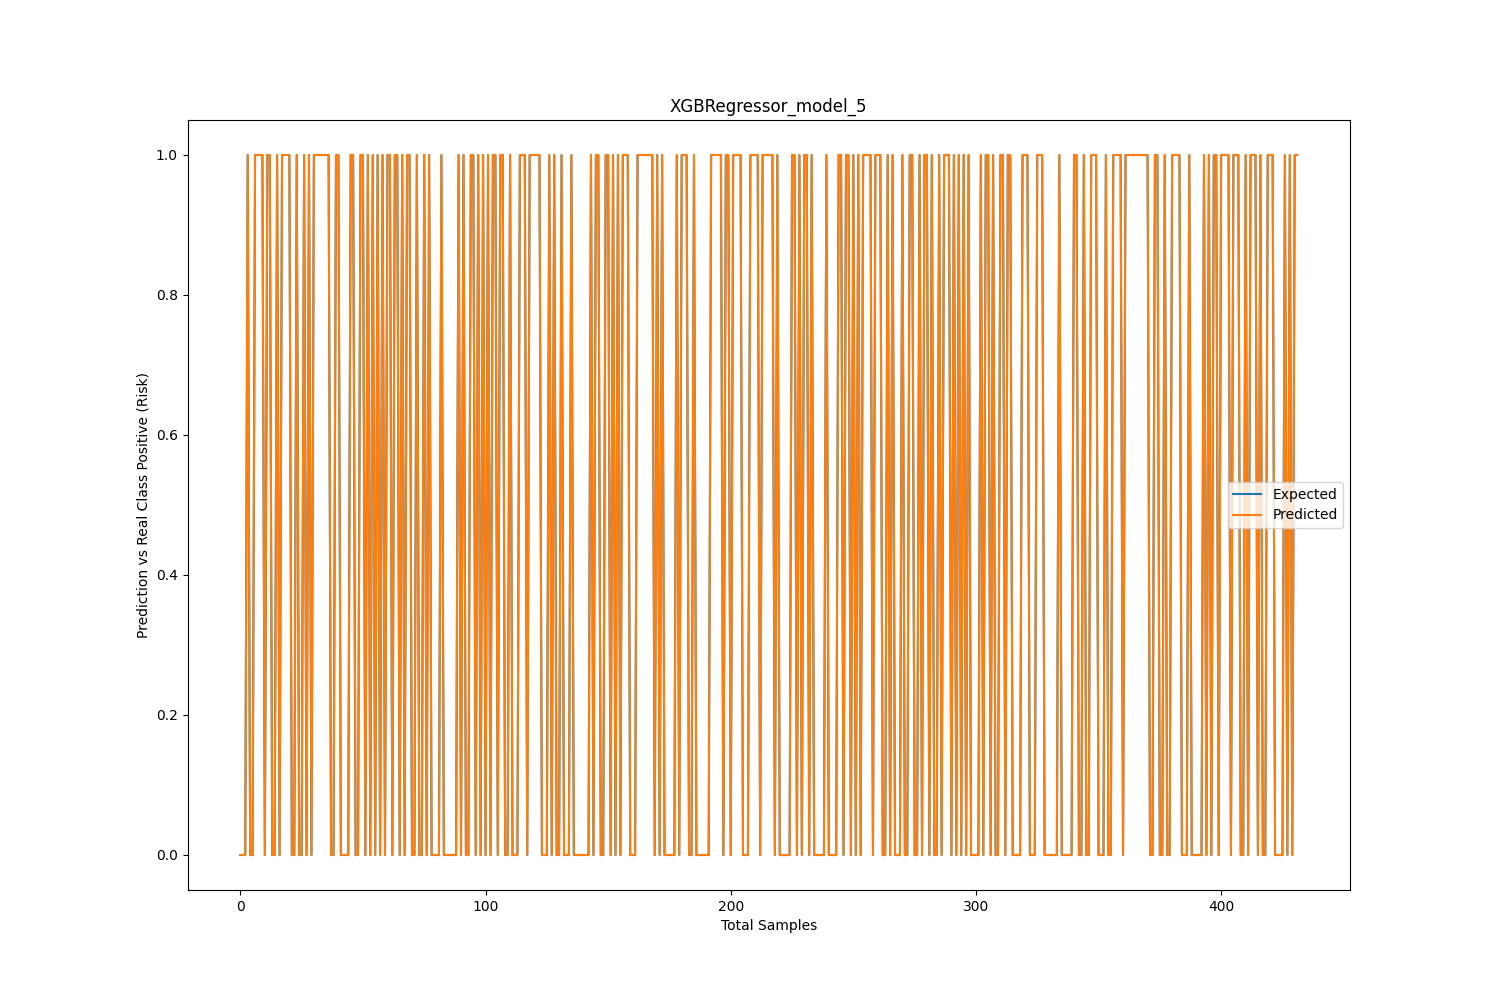 XGBRegressor_model_5
Prediction vs Real Class Positive (Risk)
1.0
0.8
0.6
0.4
0.2
0.0
Expected
Predicted
0 100 200 300 400
Total Samples